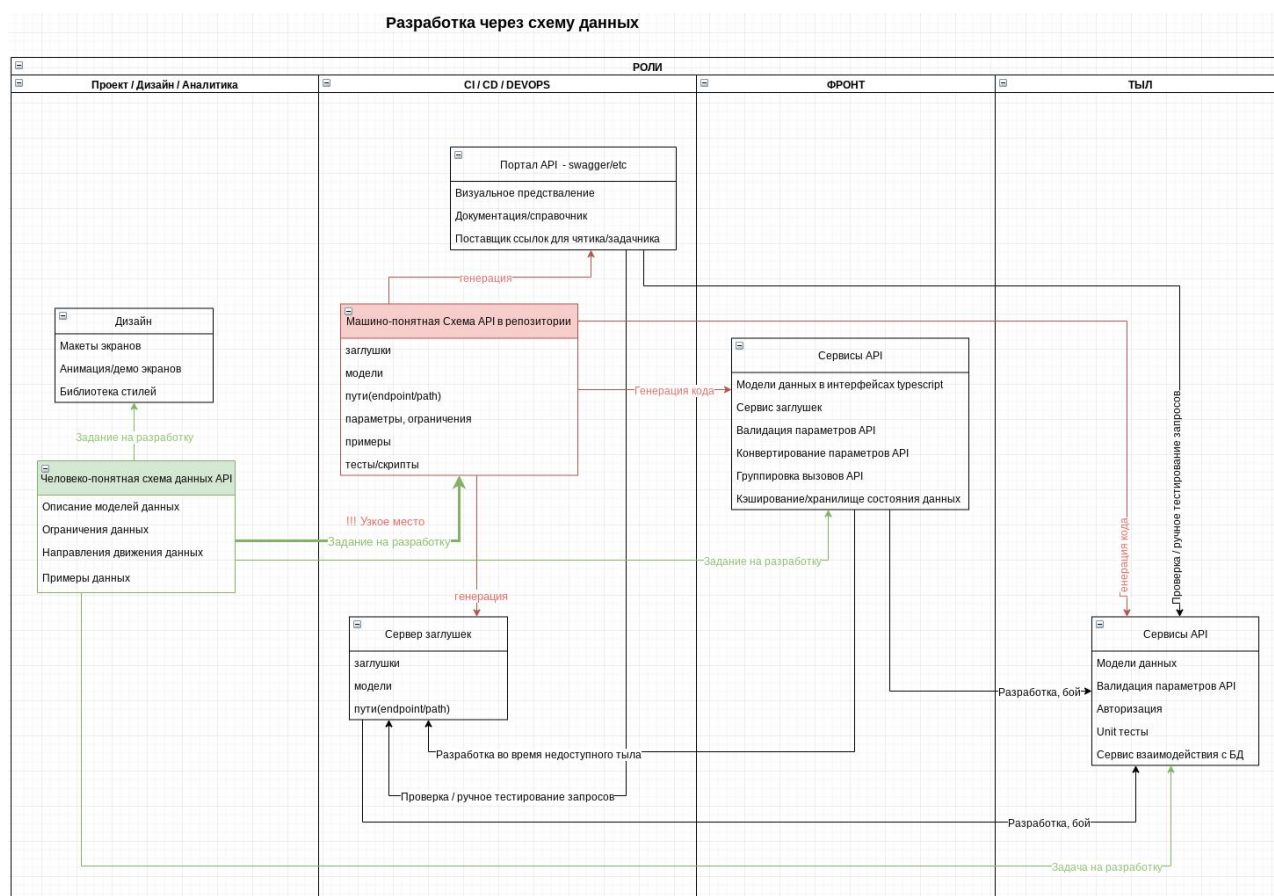 Разработка через схему данных
РОЛИ
Проект / Дизайн / Аналитика
CI / CD / DEVOPS
ФРОНТ
ТЫЛ
Портал API - swagger/etc
Визуальное предстваление
Документация/справочник
Поставщик ссылок для чятика/задачника
генерация
Дизайн
Макеты экранов
Анимация/демо экранов
Библиотека стилей
Задание на разработку
Человеко-понятная схема данных API
Описание моделей данных
Ограничения данных
Направления движения данных
Примеры данных
Машино-понятная Схема API в репозитории
заглушки
модели
пути(endpoint/path)
параметры, ограничения
примеры
тесты/скрипты
!!! Узкое место
Задание на разработку
генерация
Генерация кода
Сервисы API
Модели данных в интерфейсах typescript
Сервис заглушек
Валидация параметров API
Конвертирование параметров API
Группировка вызовов API
Кэширование/хранилище состояния данных
Задание на разработку
Проверка / ручное тестирование запросов
Генерация кода
Сервер заглушек
заглушки
модели
пути(endpoint/path)
Сервисы API
Модели данных
Валидация параметров API
Авторизация
Unit тесты
Сервис взаимодействия с БД
Разработка, бой
Разработка во время недоступного тыла
Проверка / ручное тестирование запросов
Разработка, бой
Задача на разработку